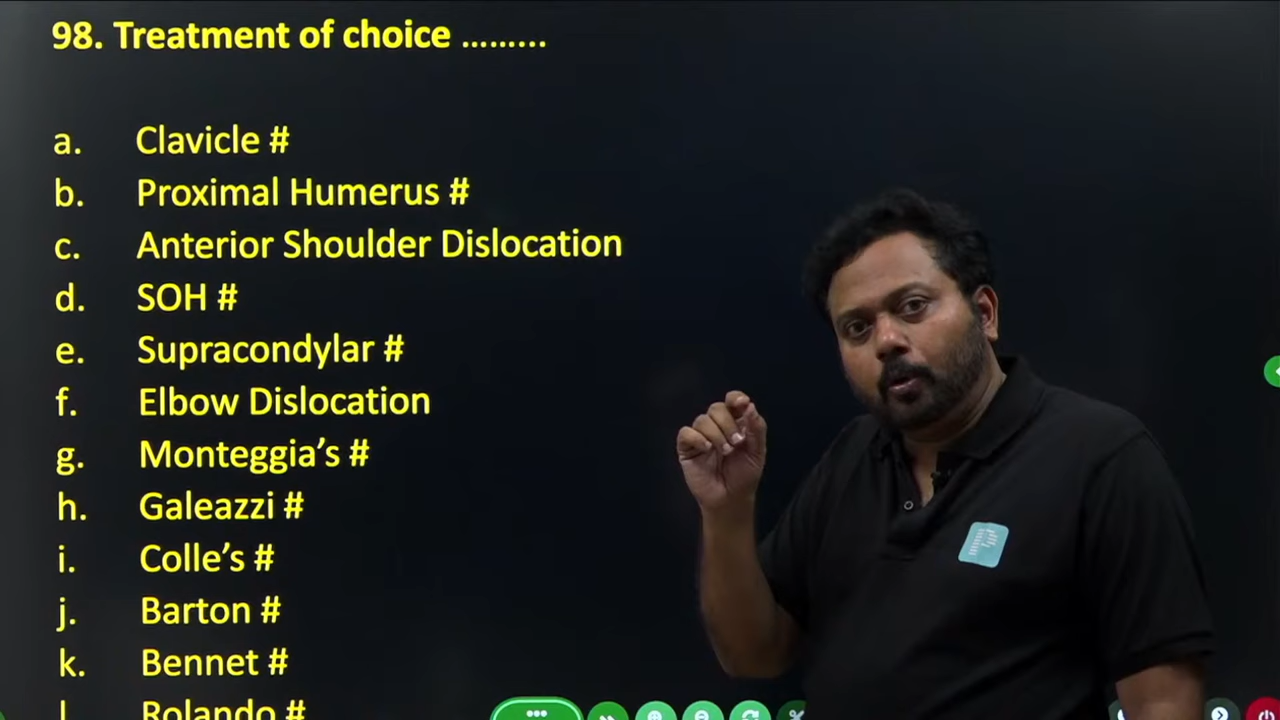 98. Treatment of choice .........
a. Clavicle #
b. Proximal Humerus #
c. Anterior Shoulder Dislocation
d. SOH #
e. Supracondylar #
f. Elbow Dislocation
g. Monteggia’s #
h. Galeazzi #
i. Colle’s #
j. Barton #
k. Bennet #
l. Rolando #